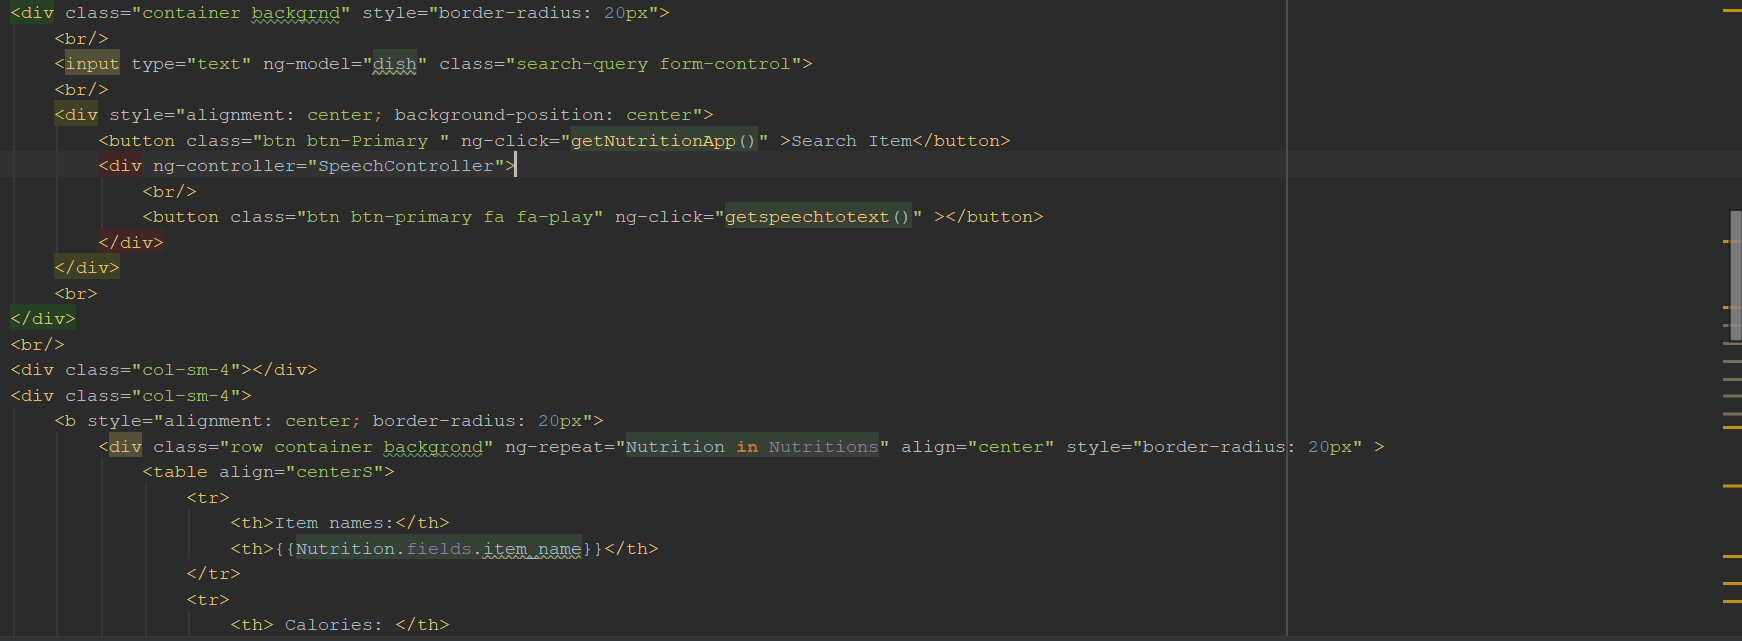 <div class="container backgrnd" style="border-radius: 20px">
    <br/>
    <input type="text" ng-model="dish" class="search-query form-control">
    <br/>
    <div style="alignment: center; background-position: center">
        <button class="btn btn-Primary " ng-click="getNutritionApp()" >Search Item</button>
        <div ng-controller="SpeechController">
            <br/>
            <button class="btn btn-primary fa fa-play" ng-click="getspeechtotext()" ></button>
        </div>
    </div>
    <br>
</div>
<br/>
<div class="col-sm-4"></div>
<div class="col-sm-4">
    <b style="alignment: center; border-radius: 20px">
        <div class="row container backgrond" ng-repeat="Nutrition in Nutritions" align="center" style="border-radius: 20px" >
            <table align="centerS">
                <tr>
                    <th>Item names:</th>
                    <th>{{Nutrition.fields.item_name}}</th>
                </tr>
                <tr>
                    <th> Calories: </th>